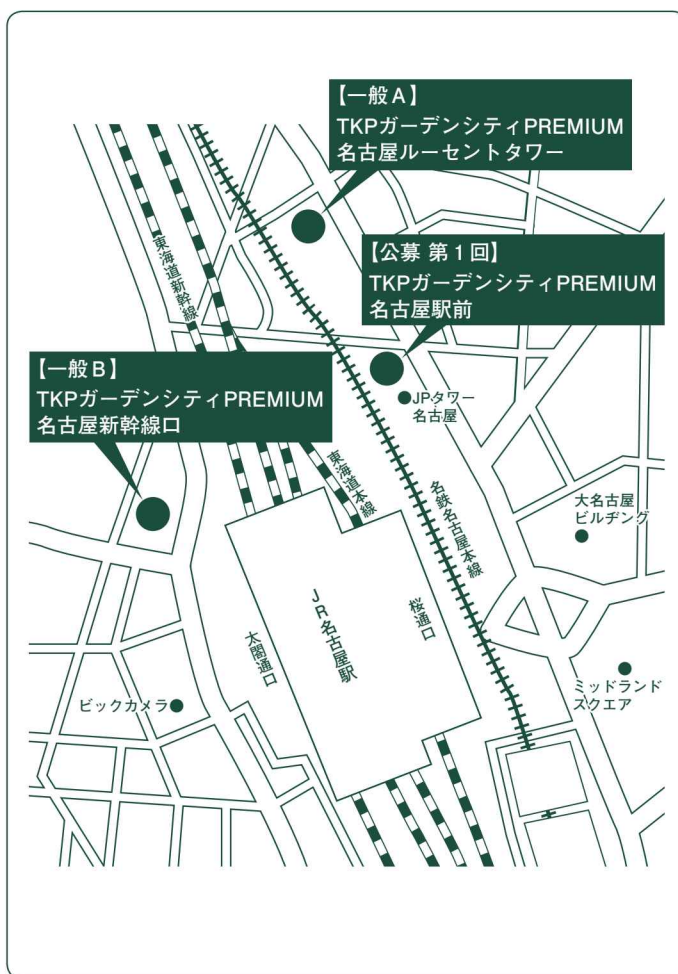 【一般A】
TKPガーデンシティPREMIUM
名古屋ルーセントタワー
【公募 第1回】
TKPガーデンシティPREMIUM
名古屋駅前
東海道新幹線
【一般B】
TKPガーデンシティPREMIUM
名古屋新幹線口
JPタワー
名古屋
東海道本線
名鉄名古屋本線
大名古屋
ビルヂング
JR名古屋駅
桜通口
太閤通口
ビックカメラ
ミッドランド
スクエア